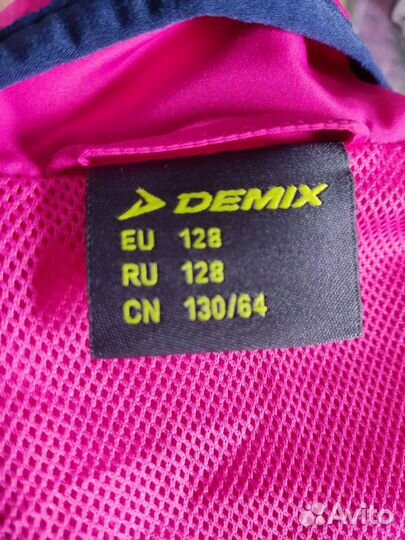 DEMIX
EU 128
RU 128
CN 130/64
Avito